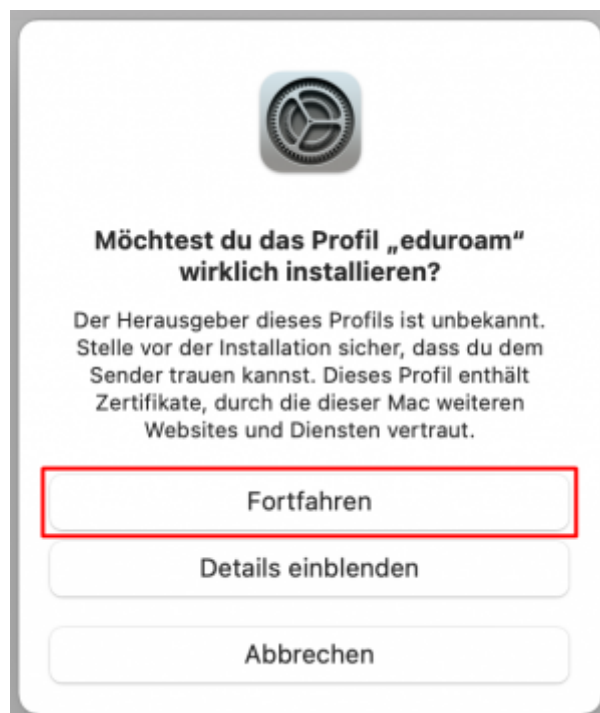 Möchtest du das Profil „eduroam“
wirklich installieren?
Der Herausgeber dieses Profils ist unbekannt.
Stelle vor der Installation sicher, dass du dem
Sender trauen kannst. Dieses Profil enthält
Zertifikate, durch die dieser Mac weiteren
Websites und Diensten vertraut.
Fortfahren
Details einblenden
Abbrechen